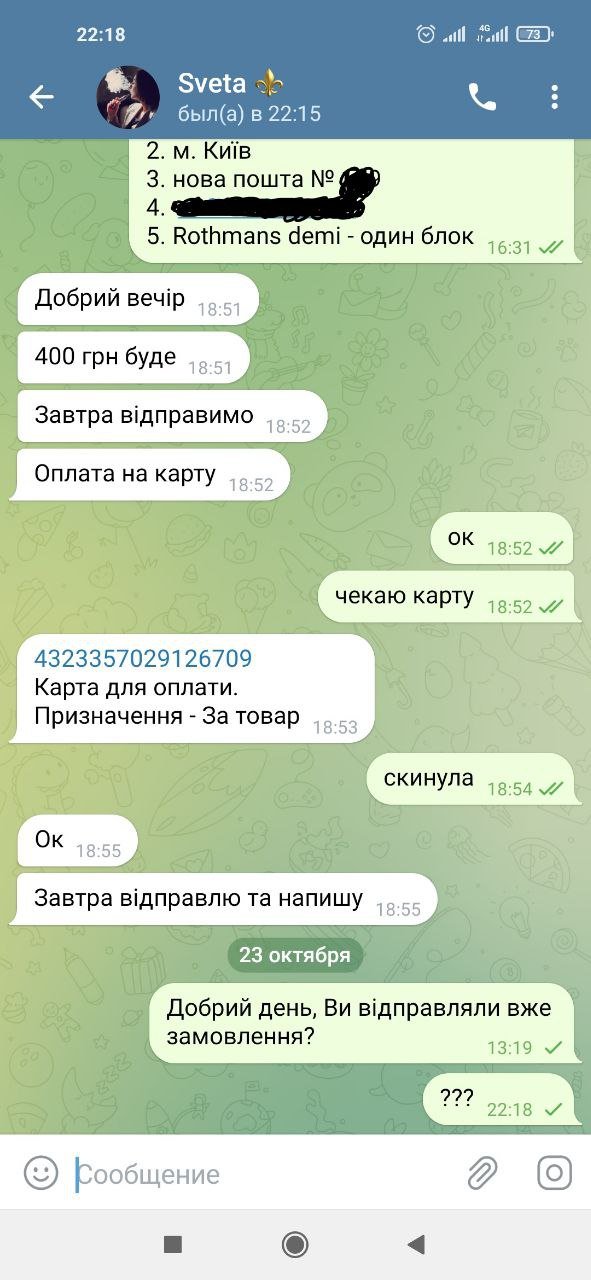 22:18
4G
73
Sveta
был(а) в 22:15
2. м. Київ
3. нова пошта №
4.
5. Rothmans demi - один блок
16:31
Добрий вечір
18:51
400 грн буде
18:51
Завтра відправимо
18:52
Оплата на карту
18:52
ок
18:52
чекаю карту
18:52
4323357029126709
Карта для оплати.
Призначення - За товар
18:53
скинула
18:54
Ок
18:55
Завтра відправлю та напишу
18:55
23 октября
Добрий день, Ви відправляли вже
замовлення?
13:19
???
22:18
Сообщение